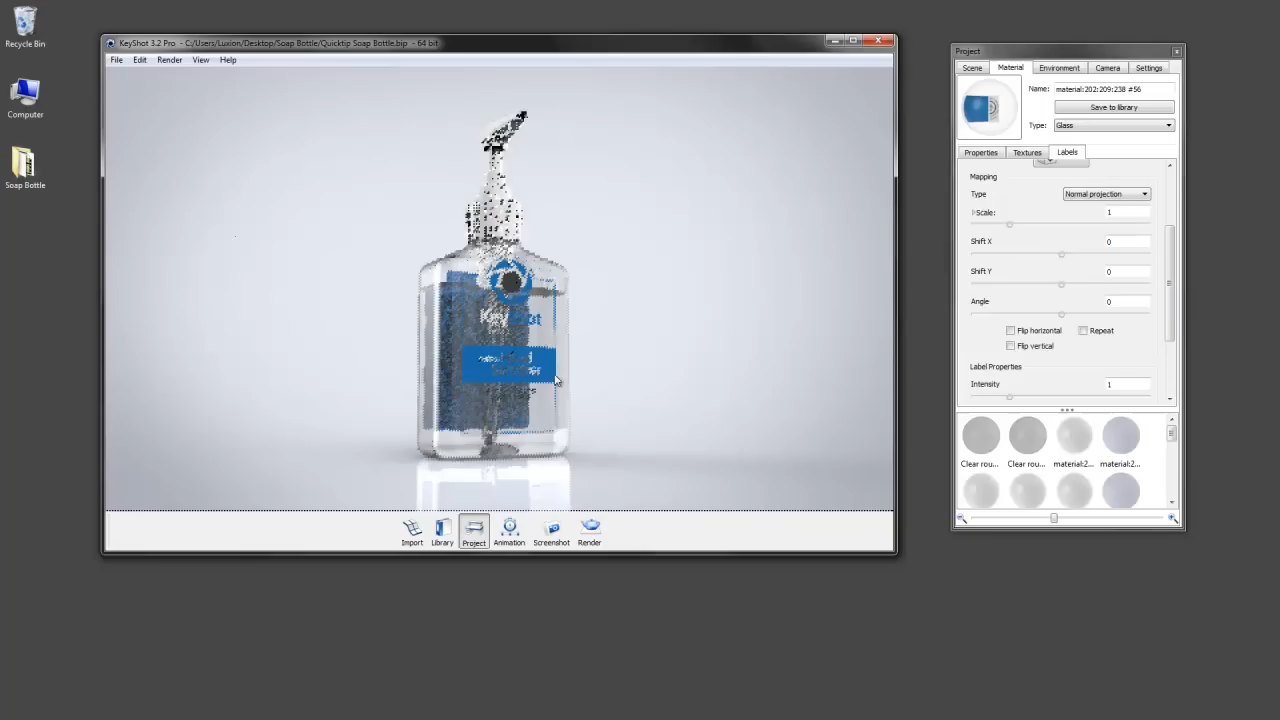 Recycle Bin
Computer
Soap Bottle
KeyShot 3.2 Pro - C:/Users/Luxion/Desktop/Soap Bottle/Quicktip Soap Bottle.bip - 64 bit
File Edit Render View Help
KeyShot
Import Library Project Animation Screenshot Render
Project
Scene Material Environment Camera Settings
Name: material:202:209:238 #56
Save to library
Type: Glass
Properties Textures Labels
Mapping
Type Normal projection
Scale: 1
Shift X 0
Shift Y 0
Angle 0
Flip horizontal Repeat
Flip vertical
Label Properties
Intensity 1
Clear rou... Clear rou... material:2... material:2...